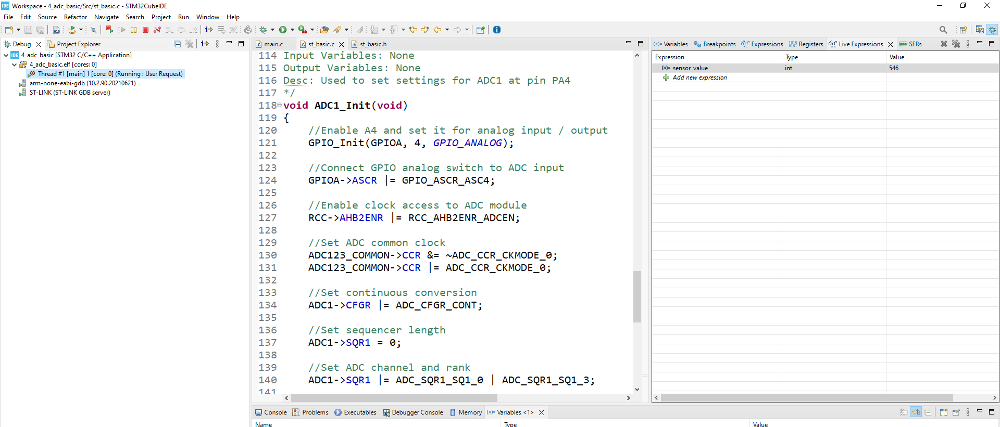 IDE Workspace - 4_adc_basic/Src/st_basic.c - STM32CubeIDE
File Edit Source Refactor Navigate Search Project Run Window Help
Debug Project Explorer
IDE 4_adc_basic [STM32 C/C++ Application]
4_adc_basic.elf [cores: 0]
Thread #1 [main] 1 [core: 0] (Running : User Request)
arm-none-eabi-gdb (10.2.90.20210621)
ST-LINK (ST-LINK GDB server)
main.c st_basic.c st_basic.h
114 Input Variables: None
115 Output Variables: None
116 Desc: Used to set settings for ADC1 at pin PA4
117 */
118 void ADC1_Init(void)
119 {
120 //Enable A4 and set it for analog input / output
121 GPIO_Init(GPIOA, 4, GPIO_ANALOG);
122
123 //Connect GPIO analog switch to ADC input
124 GPIOA->ASCR |= GPIO_ASCR_ASC4;
125
126 //Enable clock access to ADC module
127 RCC->AHB2ENR |= RCC_AHB2ENR_ADCEN;
128
129 //Set ADC common clock
130 ADC123_COMMON->CCR &= ~ADC_CCR_CKMODE_0;
131 ADC123_COMMON->CCR |= ADC_CCR_CKMODE_0;
132
133 //Set continuous conversion
134 ADC1->CFGR |= ADC_CFGR_CONT;
135
136 //Set sequencer length
137 ADC1->SQR1 = 0;
138
139 //Set ADC channel and rank
140 ADC1->SQR1 |= ADC_SQR1_SQ1_0 | ADC_SQR1_SQ1_3;
141
(x)= Variables Breakpoints Expressions Registers Live Expressions SFRs
Expression Type Value
(x)= sensor_value int 546
Add new expression
Console Problems Executables Debugger Console Memory (x)= Variables <1>
Name Type Value